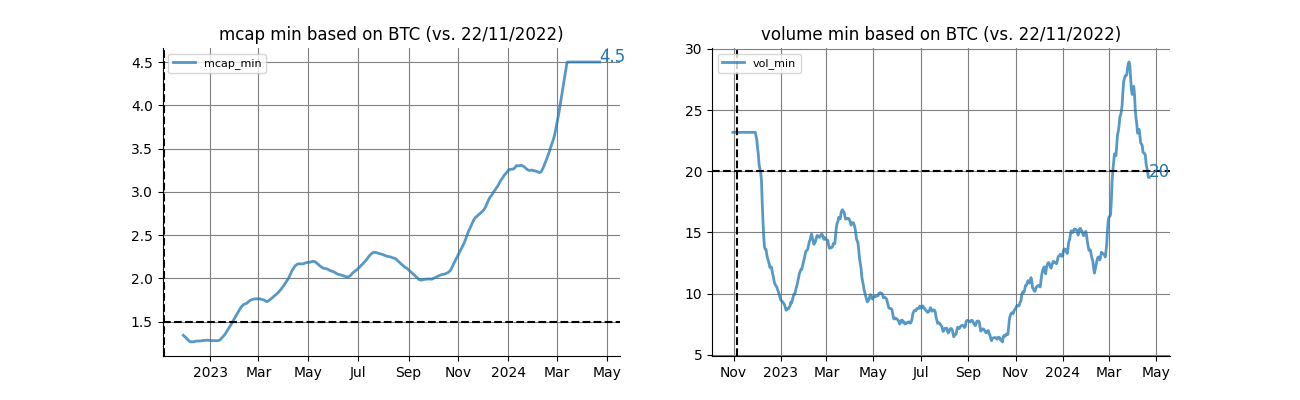 mcap min based on BTC (vs. 22/11/2022)
mcap_min
4.5
4.5
4.0
3.5
3.0
2.5
2.0
1.5
2023 Mar May Jul Sep Nov 2024 Mar May
volume min based on BTC (vs. 22/11/2022)
vol_min
30
25
20
20
15
10
5
Nov 2023 Mar May Jul Sep Nov 2024 Mar May